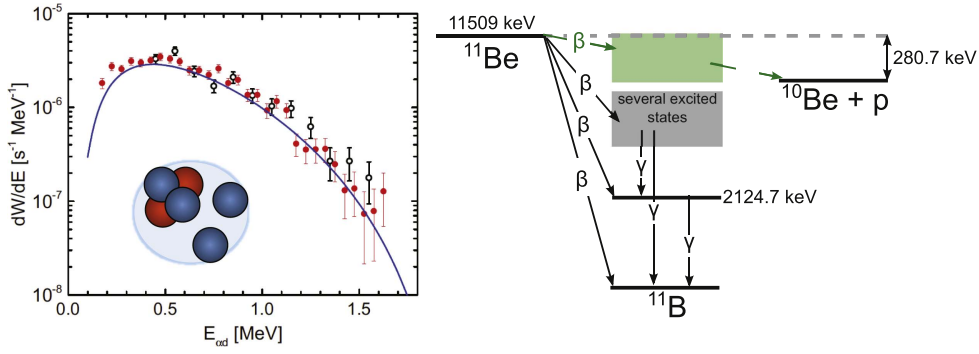 dW/dE [s⁻¹ MeV⁻¹]
10⁻⁵
10⁻⁶
10⁻⁷
10⁻⁸
0.0 0.5 1.0 1.5
E_αd [MeV]
11509 keV
¹¹Be
β
β
β
β
280.7 keV
¹⁰Be + p
several excited
states
γ
γ
γ
2124.7 keV
¹¹B